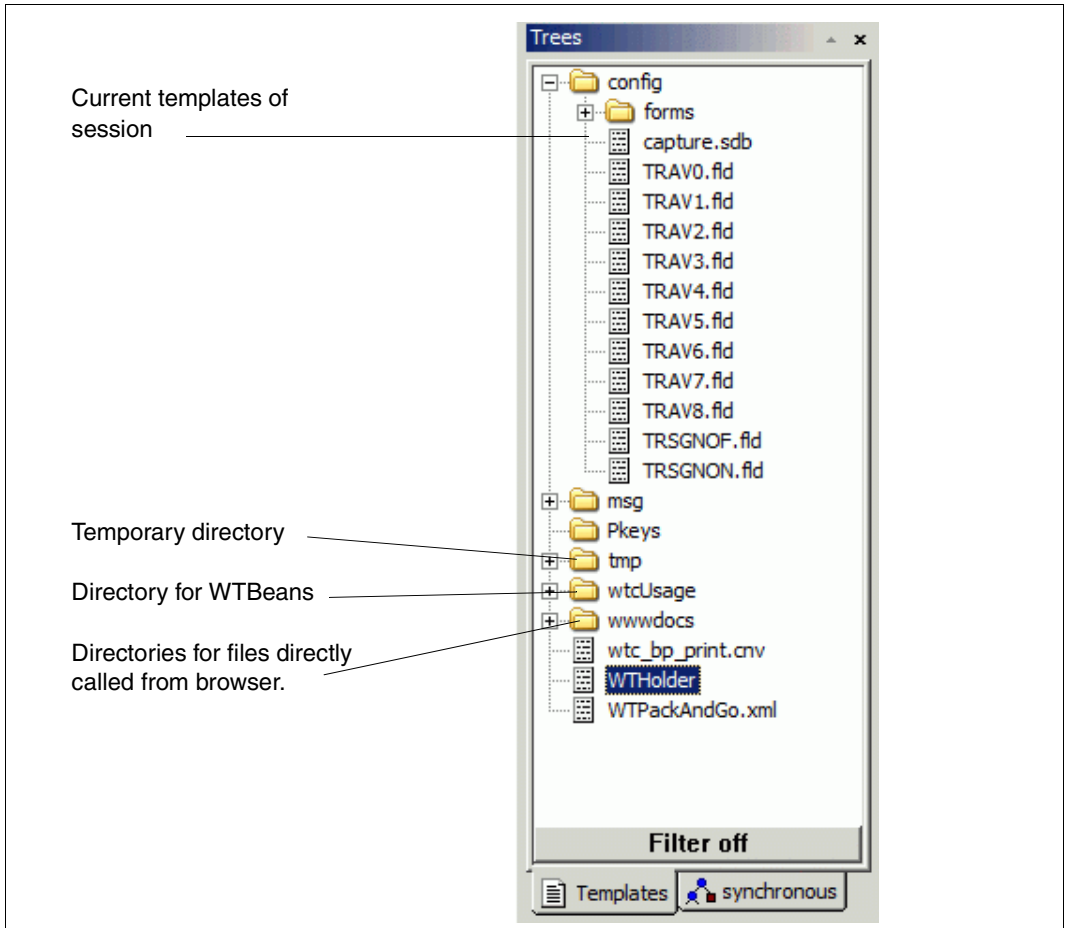 Trees
Current templates of
session
config
forms
capture.sdb
TRAV0.fld
TRAV1.fld
TRAV2.fld
TRAV3.fld
TRAV4.fld
TRAV5.fld
TRAV6.fld
TRAV7.fld
TRAV8.fld
TRSGNOF.fld
TRSGNON.fld
msg
Pkeys
Temporary directory
tmp
Directory for WTBeans
wtcUsage
wwwdocs
Directories for files directly
called from browser.
wtc_bp_print.cnv
WTHolder
WTPackAndGo.xml
Filter off
Templates
synchronous